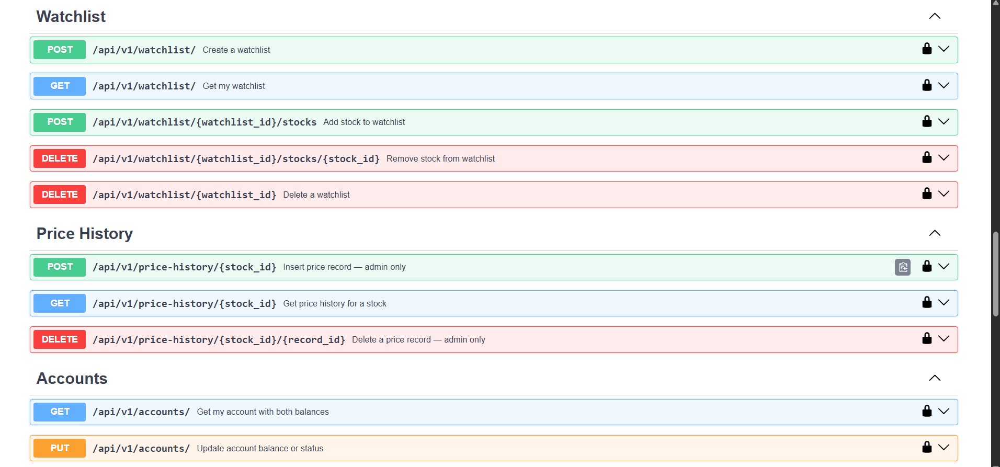 Watchlist
POST /api/v1/watchlist/ Create a watchlist
GET /api/v1/watchlist/ Get my watchlist
POST /api/v1/watchlist/{watchlist_id}/stocks Add stock to watchlist
DELETE /api/v1/watchlist/{watchlist_id}/stocks/{stock_id} Remove stock from watchlist
DELETE /api/v1/watchlist/{watchlist_id} Delete a watchlist
Price History
POST /api/v1/price-history/{stock_id} Insert price record — admin only
GET /api/v1/price-history/{stock_id} Get price history for a stock
DELETE /api/v1/price-history/{stock_id}/{record_id} Delete a price record — admin only
Accounts
GET /api/v1/accounts/ Get my account with both balances
PUT /api/v1/accounts/ Update account balance or status